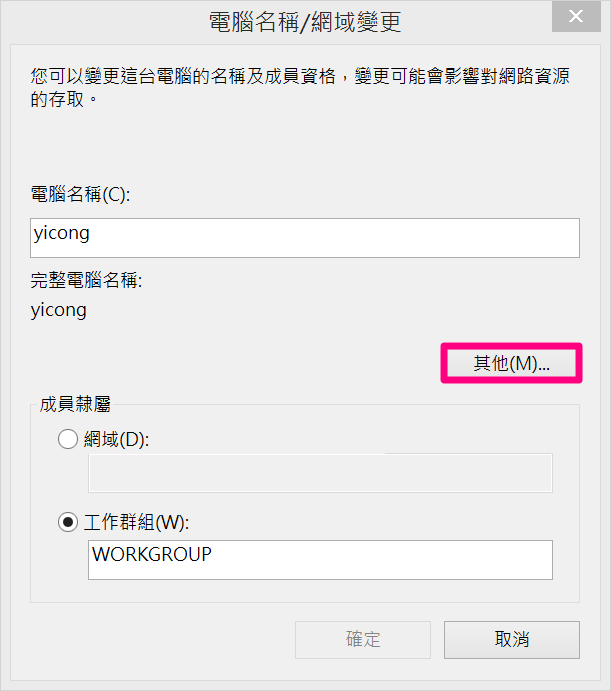 電腦名稱/網域變更
您可以變更這台電腦的名稱及成員資格，變更可能會影響對網路資源
的存取。
電腦名稱(C):
yicong
完整電腦名稱:
yicong
其他(M)...
成員隸屬
網域(D):
工作群組(W):
WORKGROUP
確定
取消